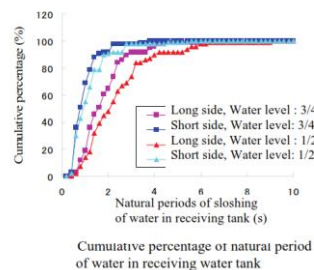 120
100
80
60
40
20
0
Cumulative percentage (%)
Long side, Water level : 3/4
Short side, Water level : 3/4
Long side, Water level : 1/2
Short side, Water level : 1/2
0 2 4 6 8 10
Natural periods of sloshing
of water in receiving tank (s)
Cumulative percentage of natural period
of water in receiving water tank